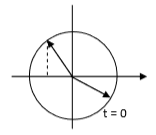 t = 0